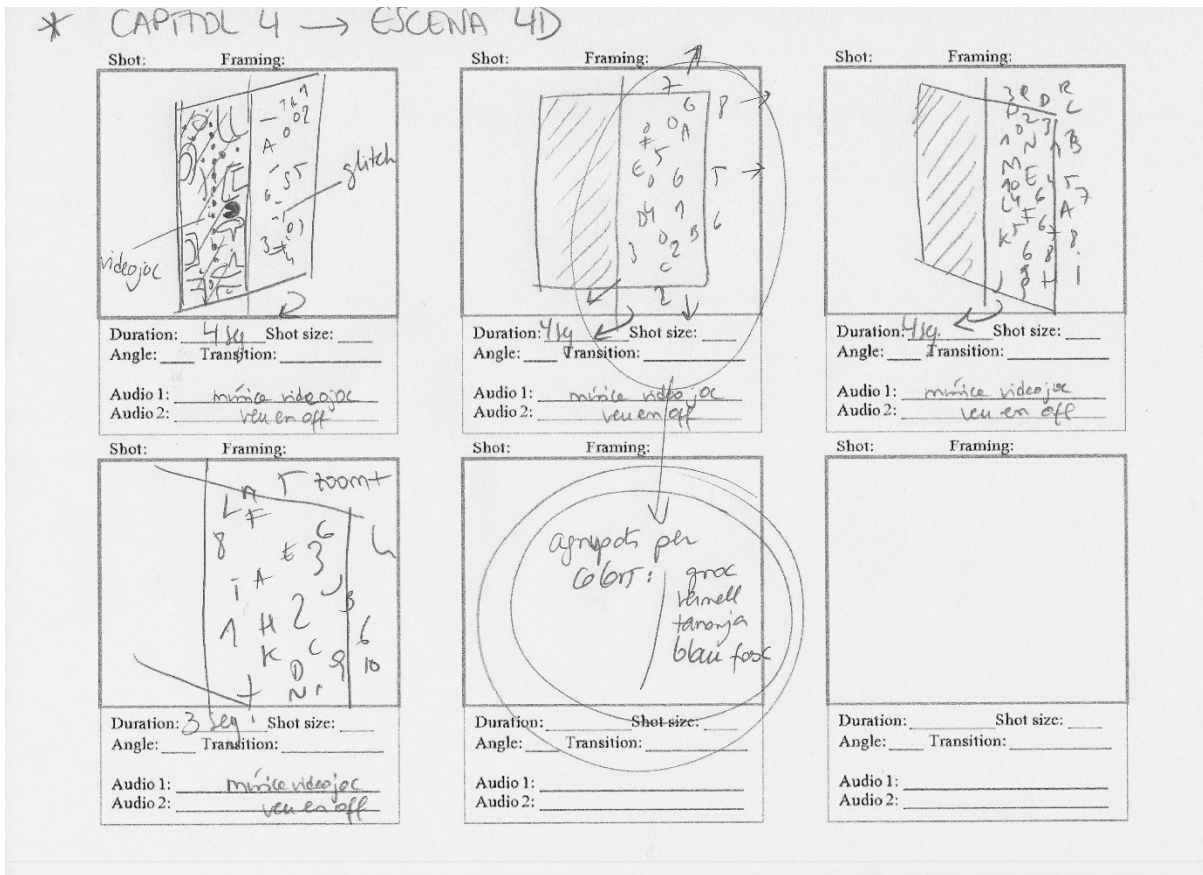 * CAPÍTOL 4 → ESCENA 4D
Shot: Framing:
glitch
videojoc
Duration: 4 seg Shot size:
Angle: Transition:
Audio 1: música videojoc
Audio 2: veu en off
Shot: Framing:
Duration: 4 sg Shot size:
Angle: Transition:
Audio 1: música videojoc
Audio 2: veu en off
Shot: Framing:
Duration: 4 sg. Shot size:
Angle: Transition:
Audio 1: música videojoc
Audio 2: veu en off
Shot: Framing:
zoom+
Duration: 3 seg Shot size:
Angle: Transition:
Audio 1: música videojoc
Audio 2: veu en off
Shot: Framing:
agrupats per
colors:
groc
vermell
taronja
blau fosc
Duration: Shot size:
Angle: Transition:
Audio 1:
Audio 2:
Shot: Framing:
Duration: Shot size:
Angle: Transition:
Audio 1:
Audio 2: